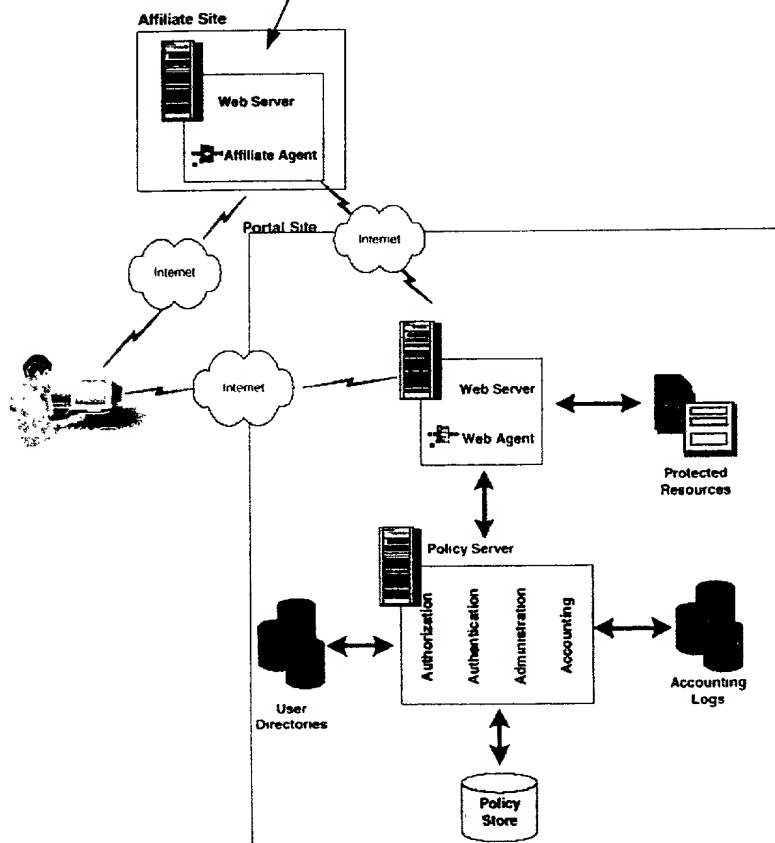 Affiliate Site
Web Server
Affiliate Agent
Portal Site
Internet
Internet
Internet
Web Server
Web Agent
Protected
Resources
Policy Server
Authorization
Authentication
Administration
Accounting
User
Directories
Accounting
Logs
Policy
Store